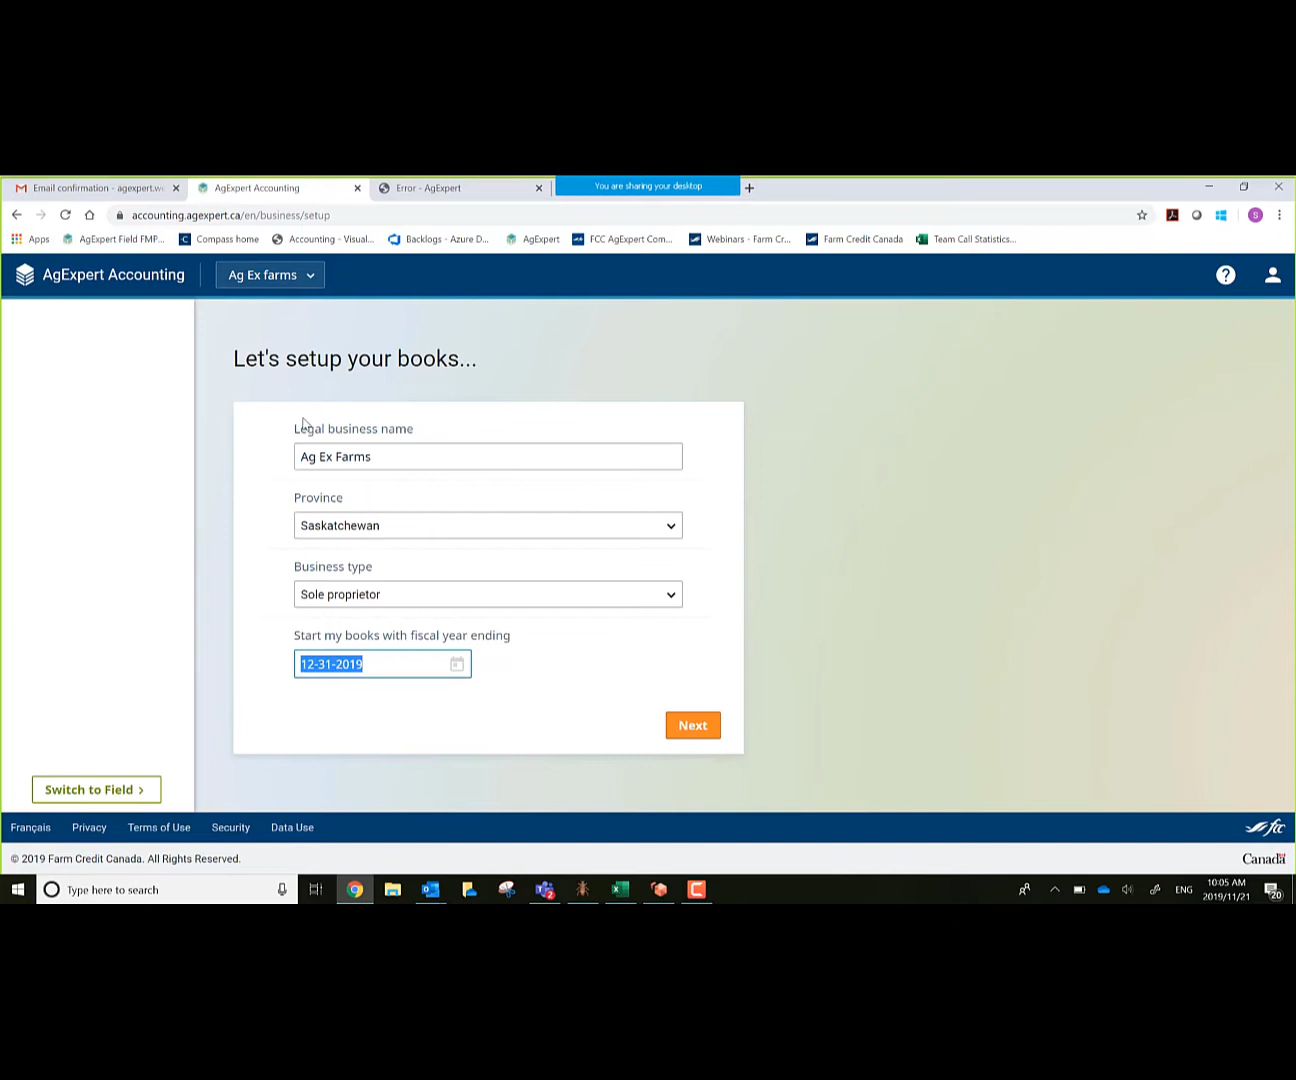 Email confirmation - agexpert.we
AgExpert Accounting
Error - AgExpert
You are sharing your desktop
accounting.agexpert.ca/en/business/setup
S
Apps
AgExpert Field FMP...
Compass home
Accounting - Visual...
Backlogs - Azure D...
AgExpert
FCC AgExpert Com...
Webinars - Farm Cr...
Farm Credit Canada
Team Call Statistics...
AgExpert Accounting
Ag Ex farms
Let's setup your books...
Legal business name
Ag Ex Farms
Province
Saskatchewan
Business type
Sole proprietor
Start my books with fiscal year ending
12-31-2019
Next
Switch to Field >
Français
Privacy
Terms of Use
Security
Data Use
fcc
© 2019 Farm Credit Canada. All Rights Reserved.
Canada
Type here to search
2
ENG
10:05 AM
2019/11/21
20